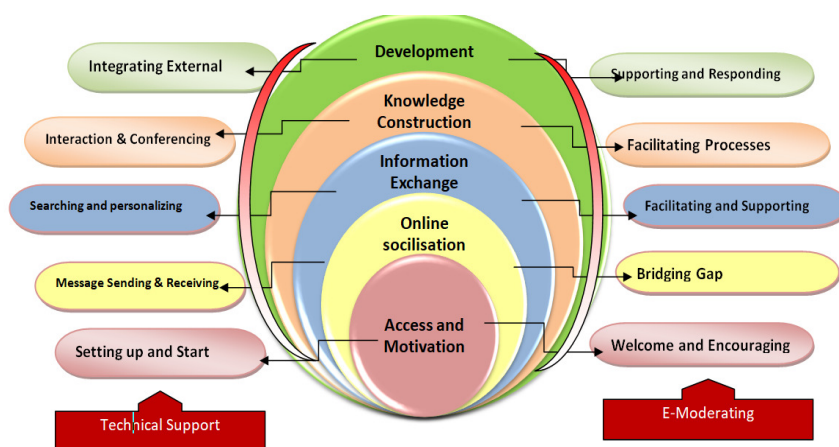 Development
Integrating External
Supporting and Responding
Knowledge
Construction
Interaction & Conferencing
Facilitating Processes
Information
Exchange
Searching and personalizing
Facilitating and Supporting
Online
socilisation
Message Sending & Receiving
Bridging Gap
Access and
Motivation
Setting up and Start
Welcome and Encouraging
Technical Support
E-Moderating